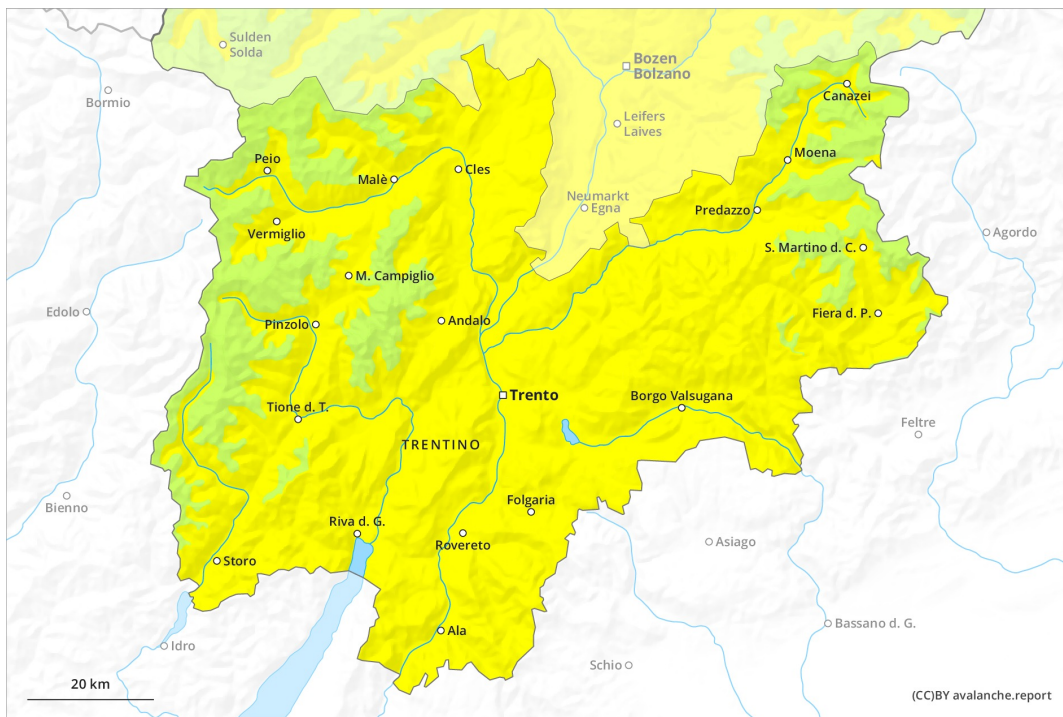 Sulden
Solda
Bozen
Bolzano
Bormio
Canazei
Leifers
Laives
Moena
Peio
Malè
Cles
Neumarkt
Egna
Predazzo
Vermiglio
Agordo
S. Martino d. C.
M. Campiglio
Edolo
Fiera d. P.
Pinzolo
Andalo
Trento
Borgo Valsugana
Tione d. T.
Feltre
TRENTINO
Bienno
Folgaria
Riva d. G.
Rovereto
Asiago
Storo
Bassano d. G.
Ala
Idro
Schio
20 km
(CC)BY avalanche.report